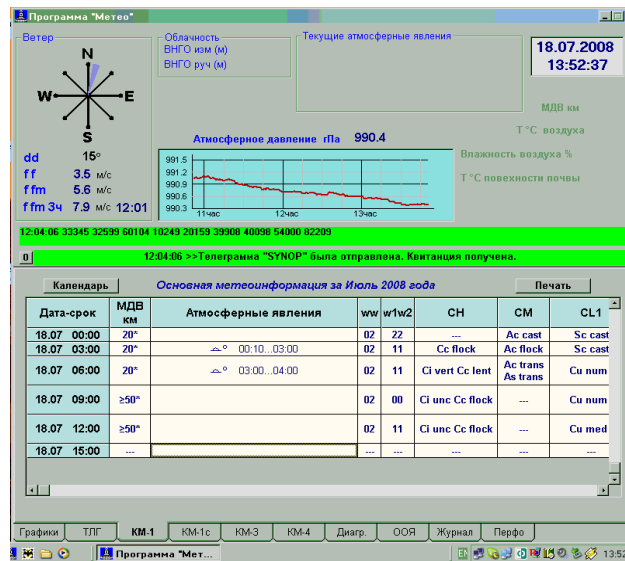 Программа "Метео"
Ветер
N
W
E
S
dd 15°
ff 3.5 м/с
ffm 5.6 м/с
ffm 3ч 7.9 м/с 12:01
Облачность
ВНГО изм (м)
ВНГО руч (м)
Текущие атмосферные явления
18.07.2008
13:52:37
МДВ км
T °C воздуха
Влажность воздуха %
T °C повехности почвы
Атмосферное давление гПа 990.4
991.5
991.2
990.9
990.6
990.3
11час 12час 13час
12:04:06 33345 32599 60104 10249 20159 39908 40098 54000 82209
0 12:04:06 >>Телеграмма "SYNOP" была отправлена. Квитанция получена.
Календарь Основная метеоинформация за Июль 2008 года Печать
Дата-срок МДВ км Атмосферные явления ww w1w2 CH CM CL1
18.07 00:00 20* 02 22 --- Ac cast Sc cast
18.07 03:00 20* 00:10...03:00 02 11 Cc flock Ac flock Sc cast
18.07 06:00 20* 03:00...04:00 02 11 Ci vert Cc lent Ac trans As trans Cu num
18.07 09:00 ≥50* 02 00 Ci unc Cc flock --- Cu num
18.07 12:00 ≥50* 02 11 Ci unc Cc flock --- Cu med
18.07 15:00 --- --- --- --- --- ---
Графики ТЛГ КМ-1 КМ-1с КМ-3 КМ-4 Диагр. ООЯ Журнал Перфо
Программа "Мет... EN 13:52